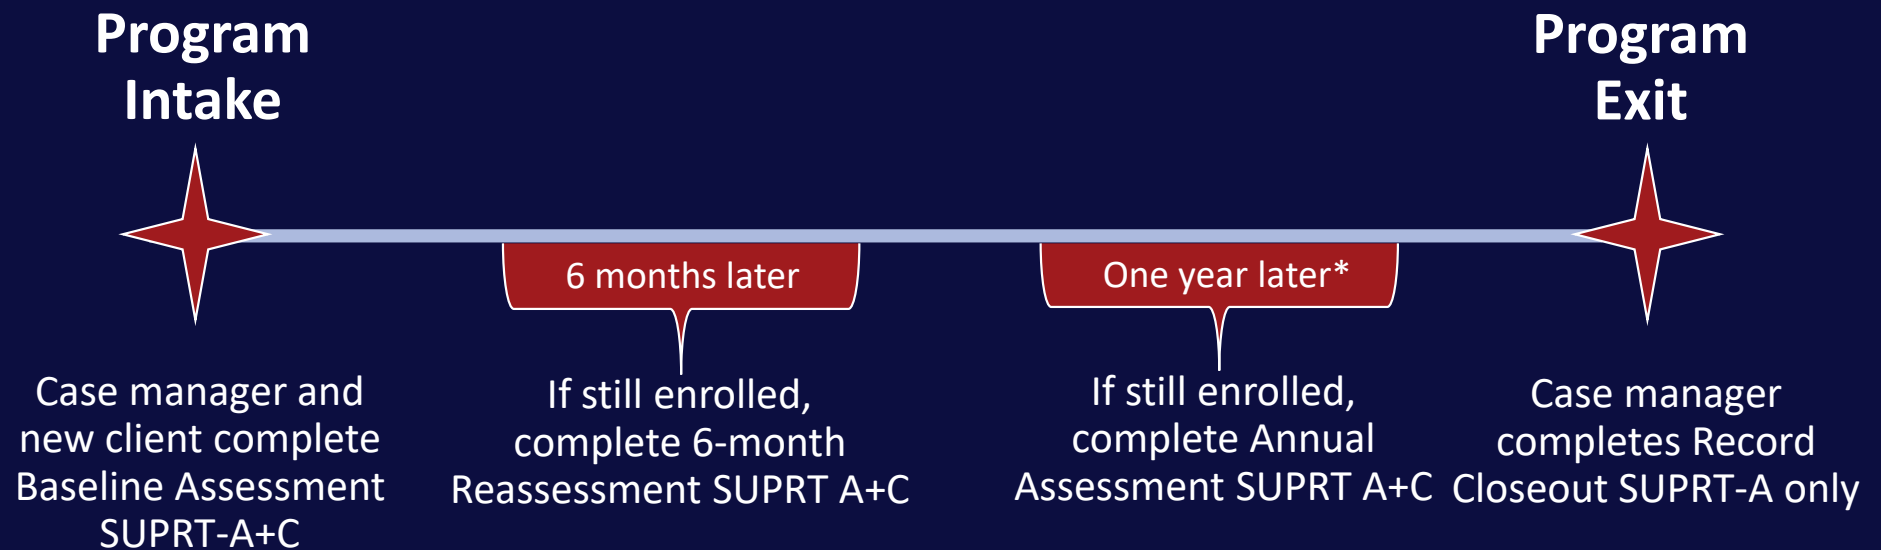 Program
Intake
Program
Exit
6 months later
One year later*
Case manager and
new client complete
Baseline Assessment
SUPRT-A+C
If still enrolled,
complete 6-month
Reassessment SUPRT A+C
If still enrolled,
complete Annual
Assessment SUPRT A+C
Case manager
completes Record
Closeout SUPRT-A only